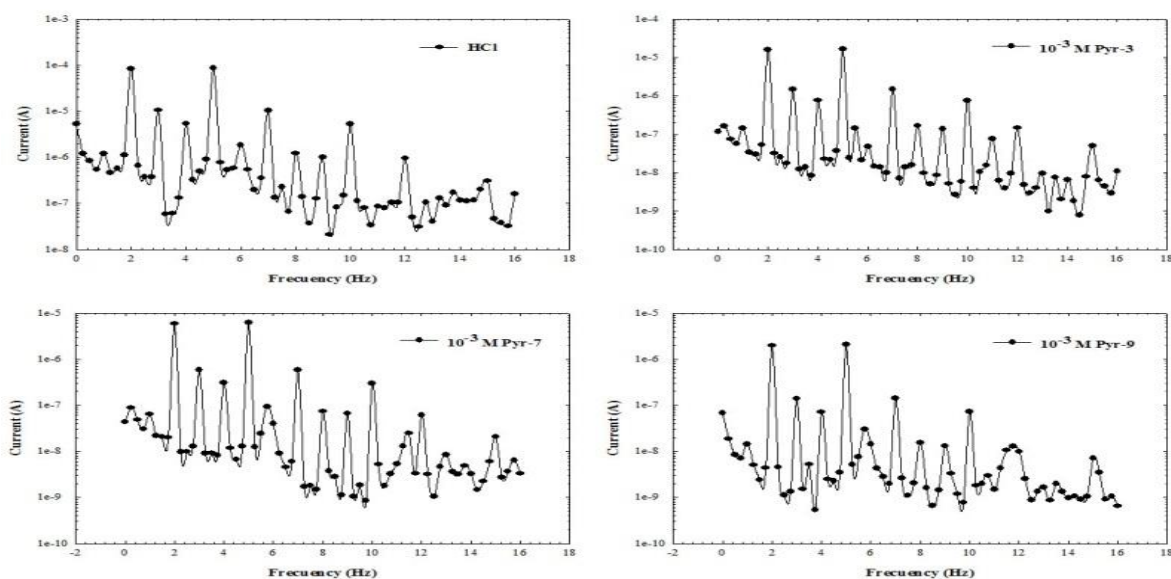 1e-3
HCl
1e-4
1e-5
1e-6
1e-7
1e-8
Current (A)
0 2 4 6 8 10 12 14 16 18
Frecuency (Hz)
1e-4
10-3 M Pyr-3
1e-5
1e-6
1e-7
1e-8
1e-9
1e-10
Current (A)
-2 0 2 4 6 8 10 12 14 16 18
Frecuency (Hz)
1e-5
10-3 M Pyr-7
1e-6
1e-7
1e-8
1e-9
1e-10
Current (A)
-2 0 2 4 6 8 10 12 14 16 18
Frecuency (Hz)
1e-5
10-3 M Pyr-9
1e-6
1e-7
1e-8
1e-9
1e-10
Current (A)
-2 0 2 4 6 8 10 12 14 16 18
Frecuency (Hz)